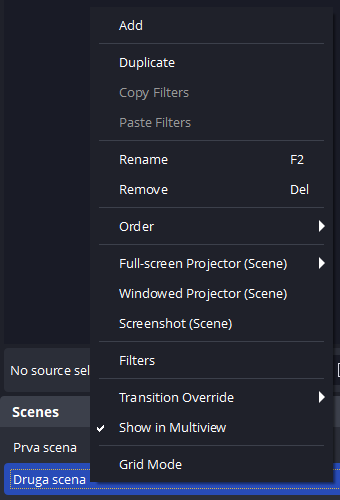 Add
Duplicate
Copy Filters
Paste Filters
Rename F2
Remove Del
Order
Full-screen Projector (Scene)
Windowed Projector (Scene)
Screenshot (Scene)
Filters
No source sel
Transition Override
Scenes
Show in Multiview
Prva scena
Grid Mode
Druga scena